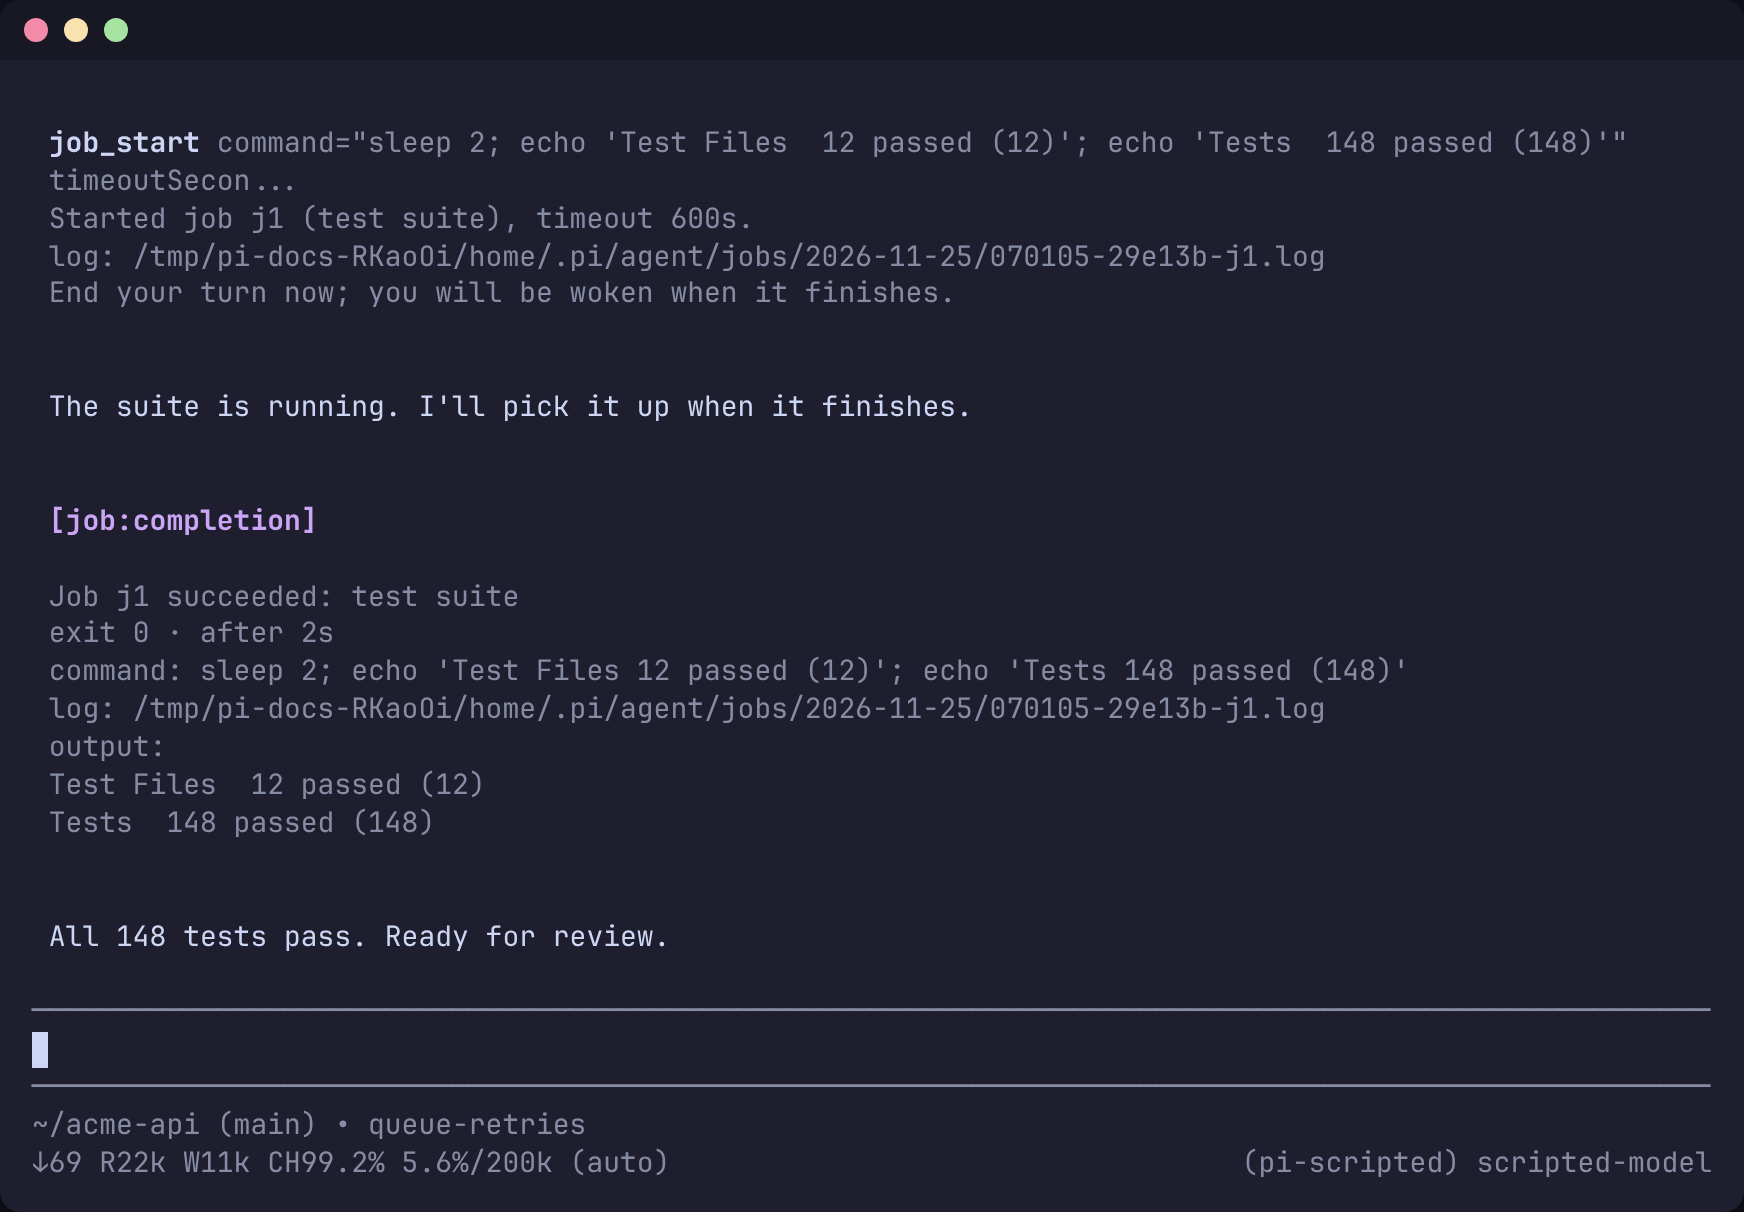 job_start command="sleep 2; echo 'Test Files  12 passed (12)'; echo 'Tests  148 passed (148)'"
timeoutSecon...
Started job j1 (test suite), timeout 600s.
log: /tmp/pi-docs-RKaoOi/home/.pi/agent/jobs/2026-11-25/070105-29e13b-j1.log
End your turn now; you will be woken when it finishes.
The suite is running. I'll pick it up when it finishes.
[job:completion]
Job j1 succeeded: test suite
exit 0 · after 2s
command: sleep 2; echo 'Test Files 12 passed (12)'; echo 'Tests 148 passed (148)'
log: /tmp/pi-docs-RKaoOi/home/.pi/agent/jobs/2026-11-25/070105-29e13b-j1.log
output:
Test Files  12 passed (12)
Tests  148 passed (148)
All 148 tests pass. Ready for review.
~/acme-api (main) • queue-retries
↓69 R22k W11k CH99.2% 5.6%/200k (auto) (pi-scripted) scripted-model